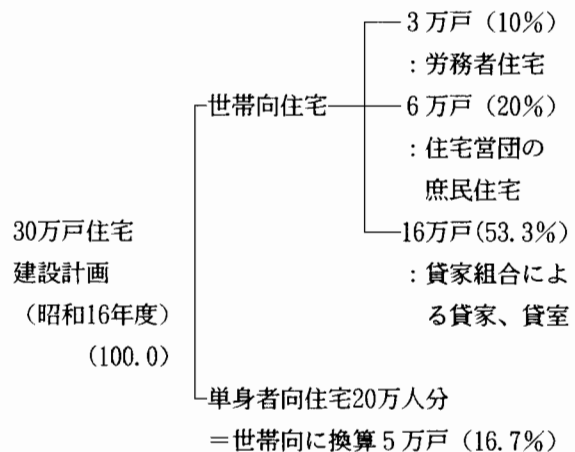 30万戸住宅
建設計画
（昭和16年度）
（100.0）
世帯向住宅
3万戸（10%）
：労務者住宅
6万戸（20%）
：住宅営団の
庶民住宅
16万戸(53.3%)
：貸家組合によ
る貸家、貸室
単身者向住宅20万人分
＝世帯向に換算5万戸（16.7%）